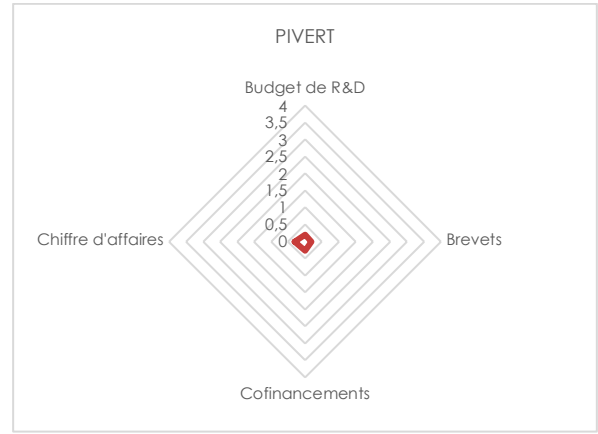 PIVERT
Budget de R&D
4
3,5
3
2,5
2
1,5
1
0,5
0
Chiffre d'affaires
Brevets
Cofinancements